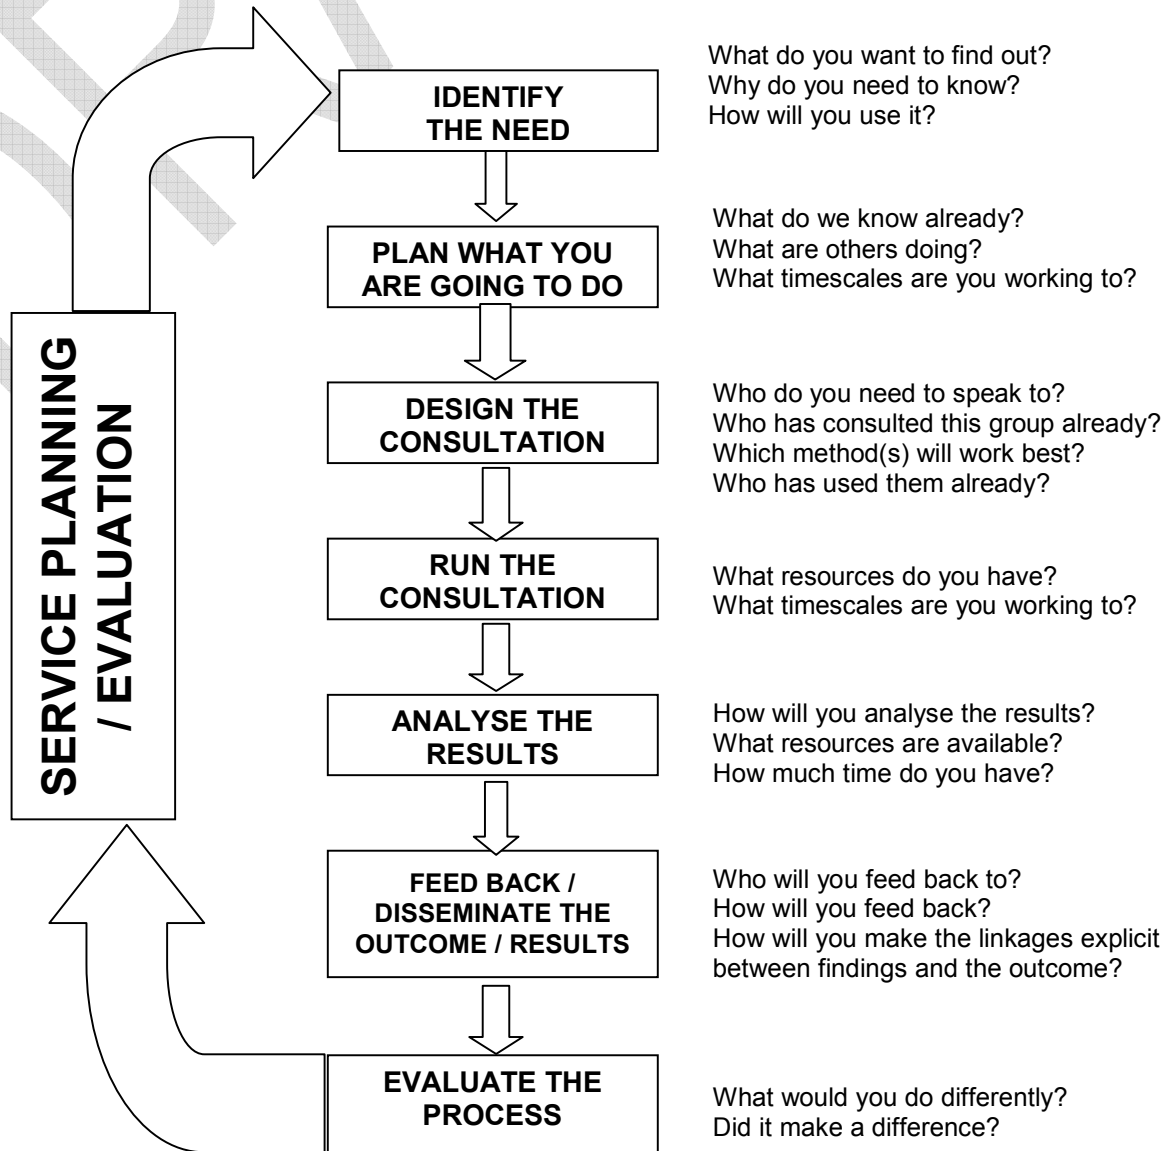 IDENTIFY
THE NEED
What do you want to find out?
Why do you need to know?
How will you use it?
PLAN WHAT YOU
ARE GOING TO DO
What do we know already?
What are others doing?
What timescales are you working to?
DESIGN THE
CONSULTATION
Who do you need to speak to?
Who has consulted this group already?
Which method(s) will work best?
Who has used them already?
RUN THE
CONSULTATION
What resources do you have?
What timescales are you working to?
ANALYSE THE
RESULTS
How will you analyse the results?
What resources are available?
How much time do you have?
FEED BACK /
DISSEMINATE THE
OUTCOME / RESULTS
Who will you feed back to?
How will you feed back?
How will you make the linkages explicit
between findings and the outcome?
EVALUATE THE
PROCESS
What would you do differently?
Did it make a difference?
SERVICE PLANNING
/ EVALUATION